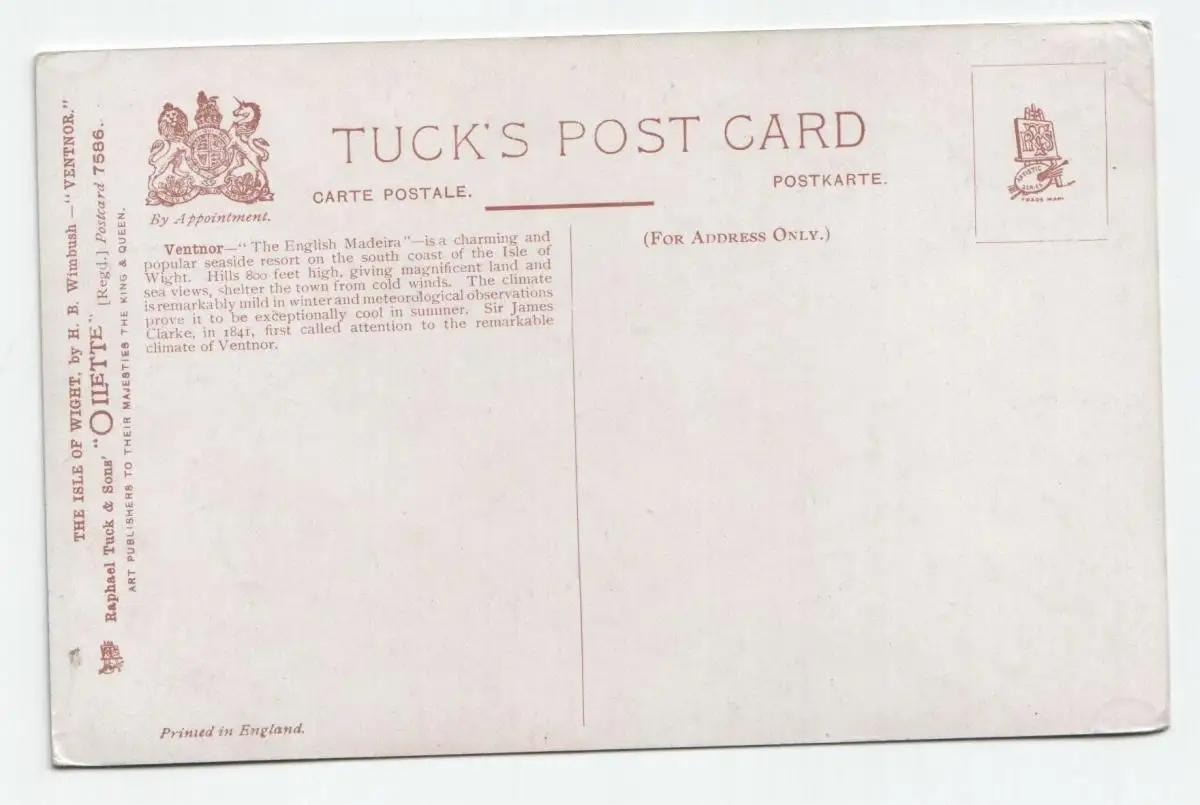 THE ISLE OF WIGHT, by H. B. Wimbush—"VENTNOR."
Raphael Tuck & Sons' "OILETTE" [Regd.] Postcard 7586.
ART PUBLISHERS TO THEIR MAJESTIES THE KING & QUEEN.
By Appointment.
TUCK'S POST CARD
CARTE POSTALE.
POSTKARTE.
Ventnor—"The English Madeira"—is a charming and
popular seaside resort on the south coast of the Isle of
Wight. Hills 800 feet high, giving magnificent land and
sea views, shelter the town from cold winds. The climate
is remarkably mild in winter and meteorological observations
prove it to be exceptionally cool in summer. Sir James
Clarke, in 1841, first called attention to the remarkable
climate of Ventnor.
(FOR ADDRESS ONLY.)
ARTISTIC
SERIES
TRADE MARK
Printed in England.